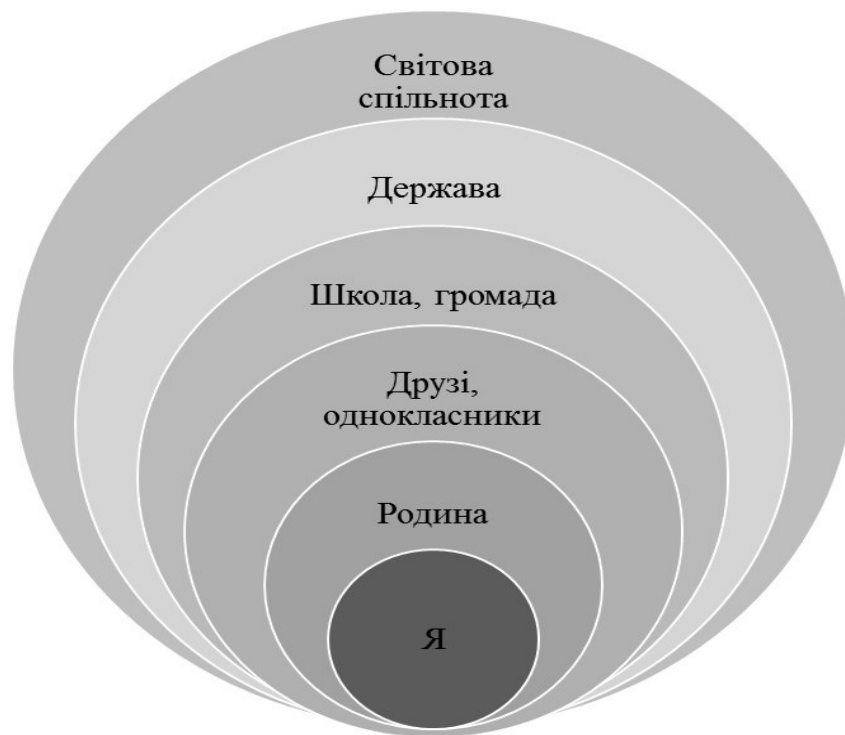 Світова
спільнота
Держава
Школа, громада
Друзі,
однокласники
Родина
Я